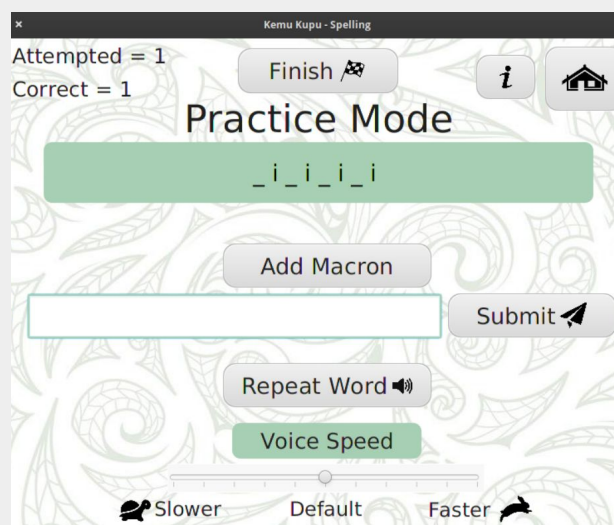 Kemu Kupu - Spelling
Attempted = 1
Correct = 1
Finish
i
Practice Mode
_ i _ i _ i _ i
Add Macron
Submit
Repeat Word
Voice Speed
Slower Default Faster